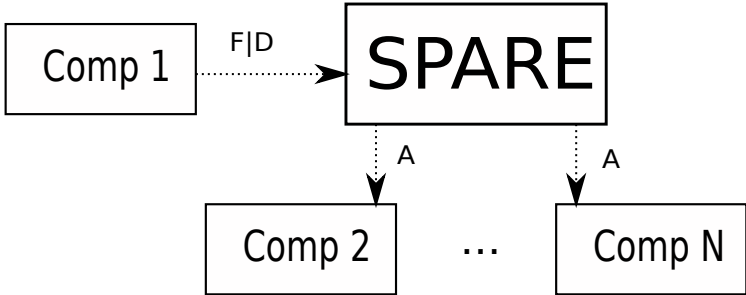 F|D
Comp 1
SPARE
A
A
Comp 2
...
Comp N